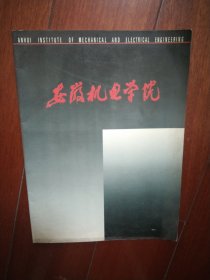 ANHUI INSTITUTE OF MECHANICAL AND ELECTRICAL ENGINEERING
安徽机电学院